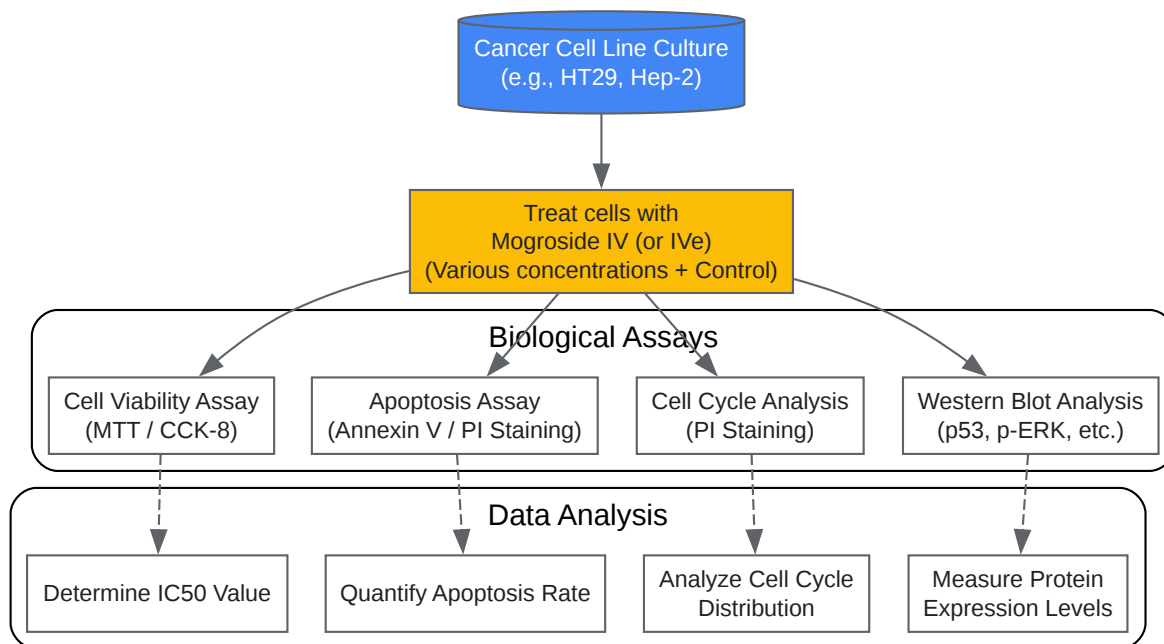 Cancer Cell Line Culture
(e.g., HT29, Hep-2)
Treat cells with
Mogroside IV (or IVe)
(Various concentrations + Control)
Biological Assays
Cell Viability Assay
(MTT / CCK-8)
Apoptosis Assay
(Annexin V / PI Staining)
Cell Cycle Analysis
(PI Staining)
Western Blot Analysis
(p53, p-ERK, etc.)
Data Analysis
Determine IC50 Value
Quantify Apoptosis Rate
Analyze Cell Cycle
Distribution
Measure Protein
Expression Levels